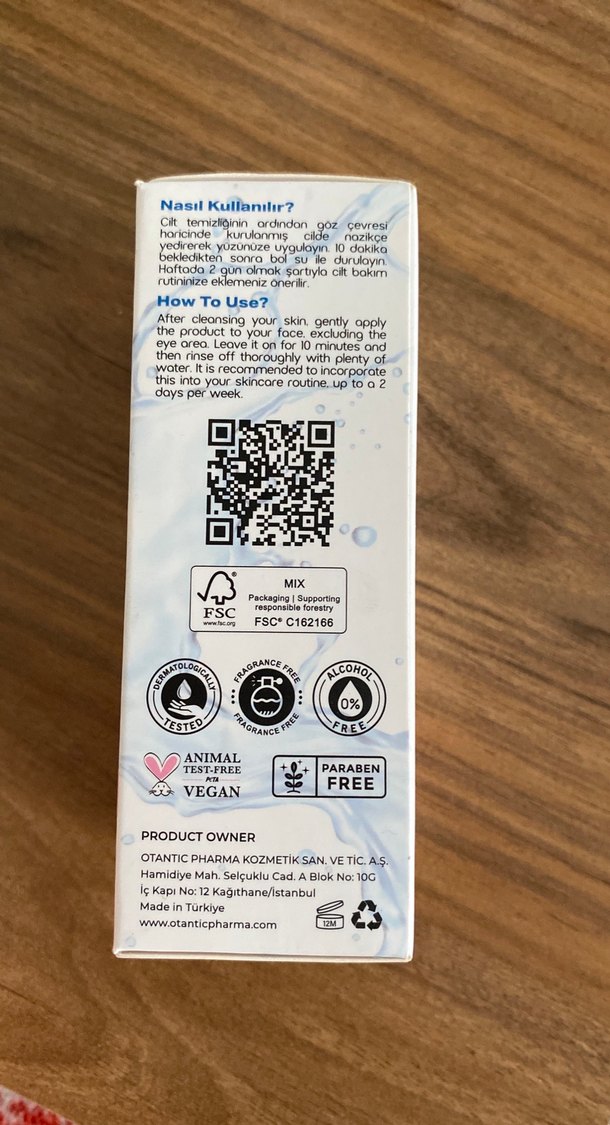 Nasıl Kullanılır?
Cilt temizliğinin ardından göz çevresi
haricinde kurulanmış cilde nazikçe
yedirerek yüzünüze uygulayın. 10 dakika
bekledikten sonra bol su ile durulayın.
Haftada 2 gün olmak şartıyla cilt bakım
rutininize eklemeniz önerilir.
How To Use?
After cleansing your skin, gently apply
the product to your face, excluding the
eye area. Leave it on for 10 minutes and
then rinse off thoroughly with plenty of
water. It is recommended to incorporate
this into your skincare routine, up to a 2
days per week.
FSC®
www.fsc.org
MIX
Packaging | Supporting
responsible forestry
FSC® C162166
DERMATOLOGICALLY
TESTED
FRAGRANCE FREE
FRAGRANCE FREE
ALCOHOL
0%
FREE
ANIMAL
TEST-FREE
PETA
VEGAN
PARABEN
FREE
PRODUCT OWNER
OTANTIC PHARMA KOZMETİK SAN. VE TİC. A.Ş.
Hamidiye Mah. Selçuklu Cad. A Blok No: 10G
İç Kapı No: 12 Kağıthane/İstanbul
Made in Türkiye
www.otanticpharma.com
12M